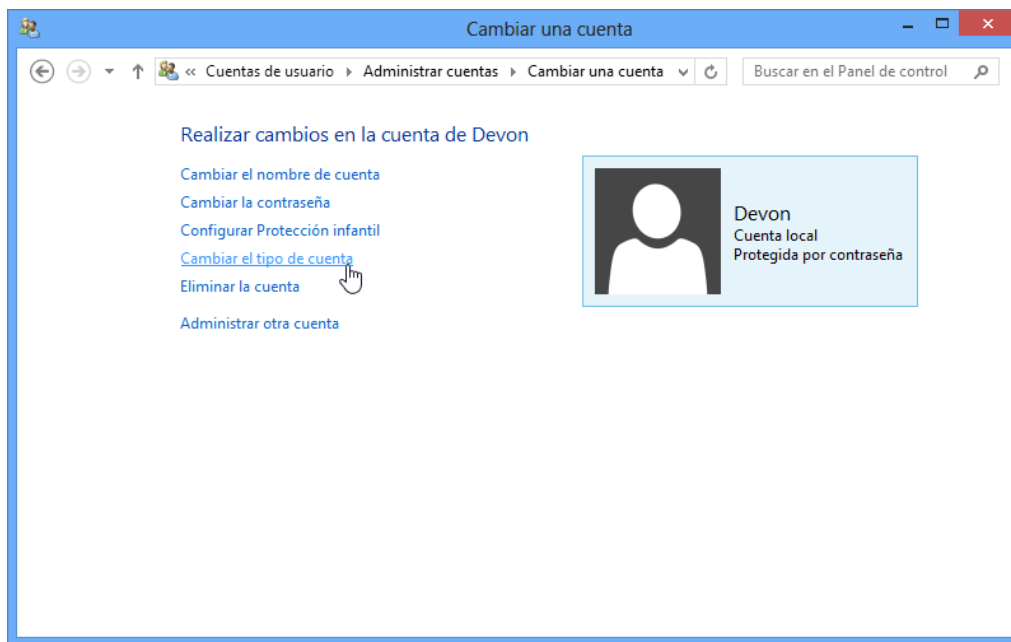 Cambiar una cuenta
« Cuentas de usuario Administrar cuentas Cambiar una cuenta Buscar en el Panel de control
Realizar cambios en la cuenta de Devon
Cambiar el nombre de cuenta
Cambiar la contraseña
Configurar Protección infantil
Cambiar el tipo de cuenta
Eliminar la cuenta
Administrar otra cuenta
Devon
Cuenta local
Protegida por contraseña